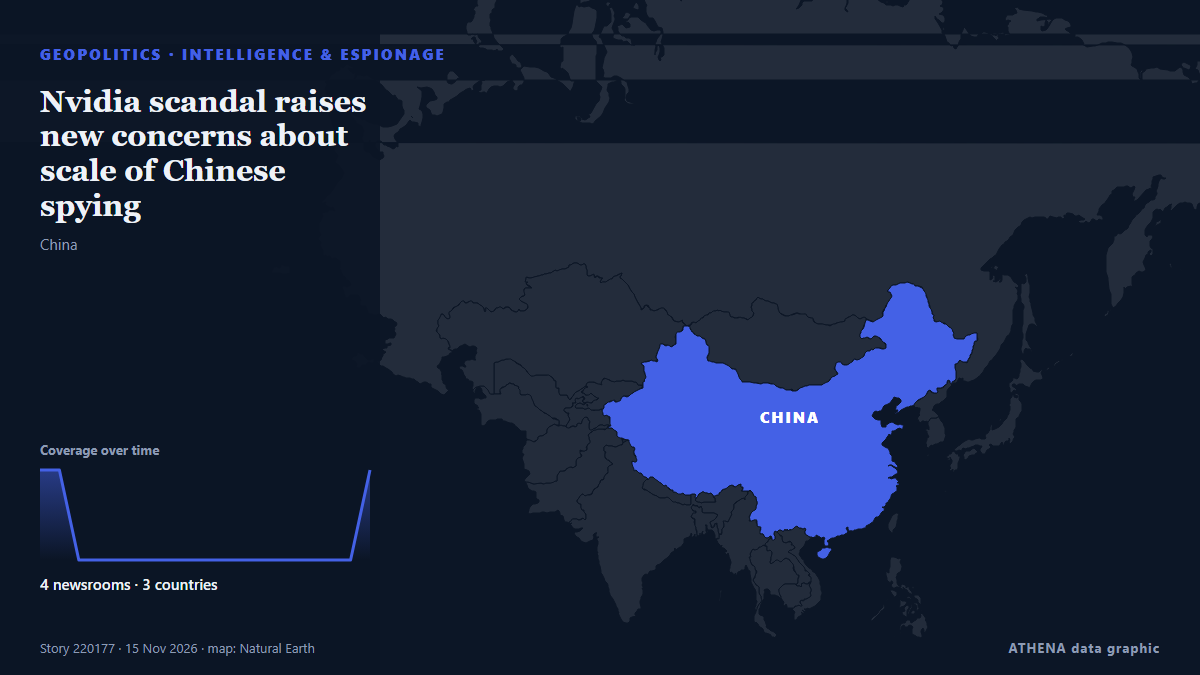 GEOPOLITICS · INTELLIGENCE & ESPIONAGE
Nvidia scandal raises
new concerns about
scale of Chinese
spying
China
CHINA
Coverage over time
4 newsrooms · 3 countries
Story 220177 · 15 Nov 2026 · map: Natural Earth
ATHENA data graphic